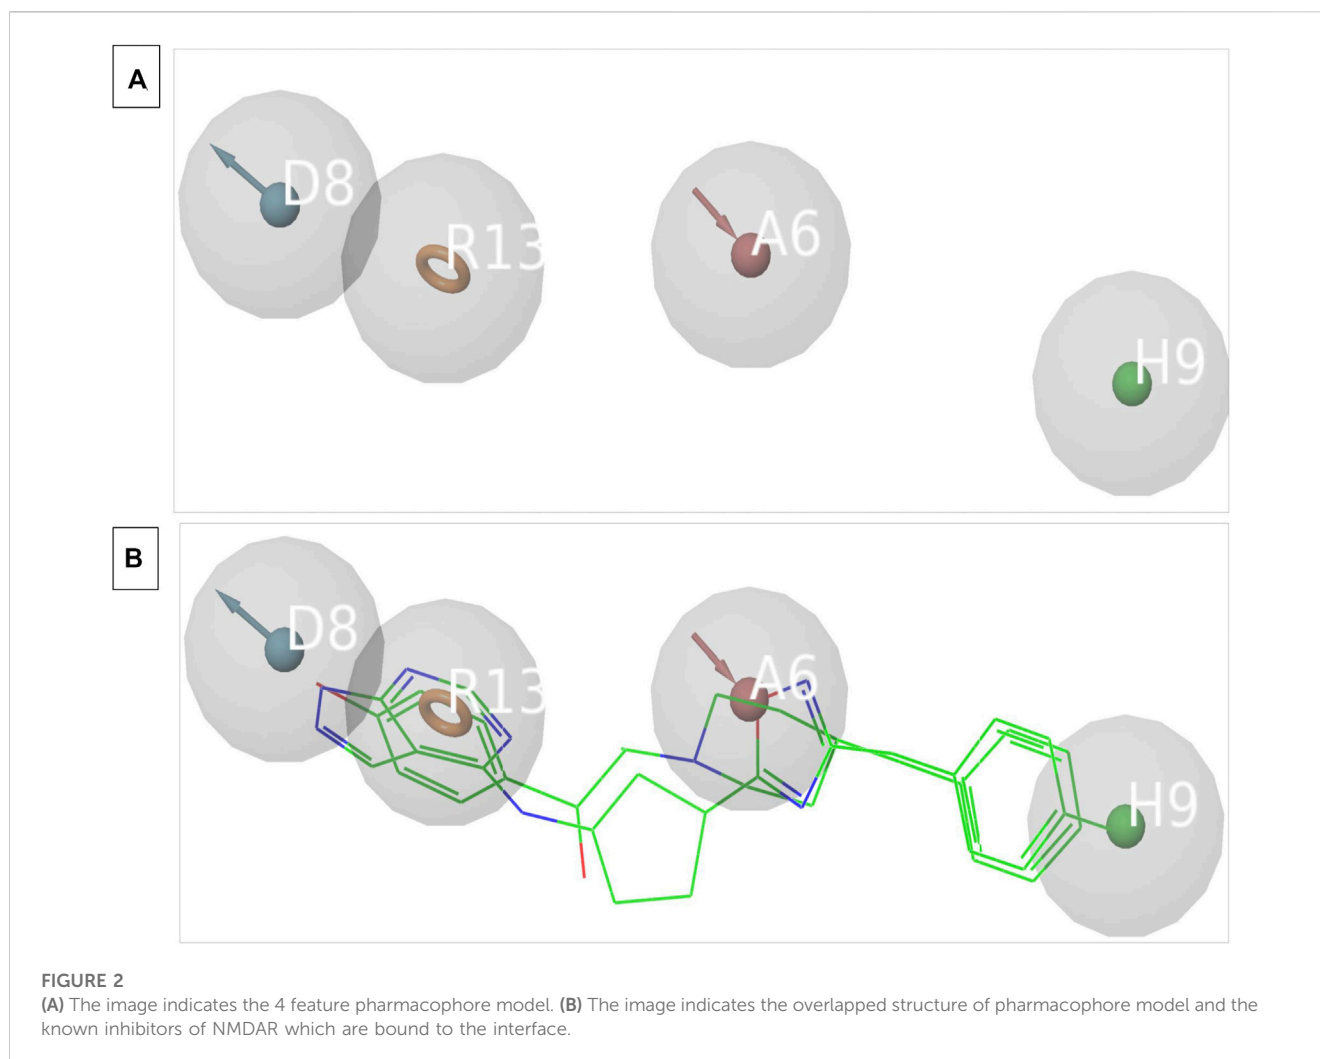 A
D8
R13
A6
H9
B
D8
R13
A6
H9
FIGURE 2
(A) The image indicates the 4 feature pharmacophore model. (B) The image indicates the overlapped structure of pharmacophore model and the
known inhibitors of NMDAR which are bound to the interface.